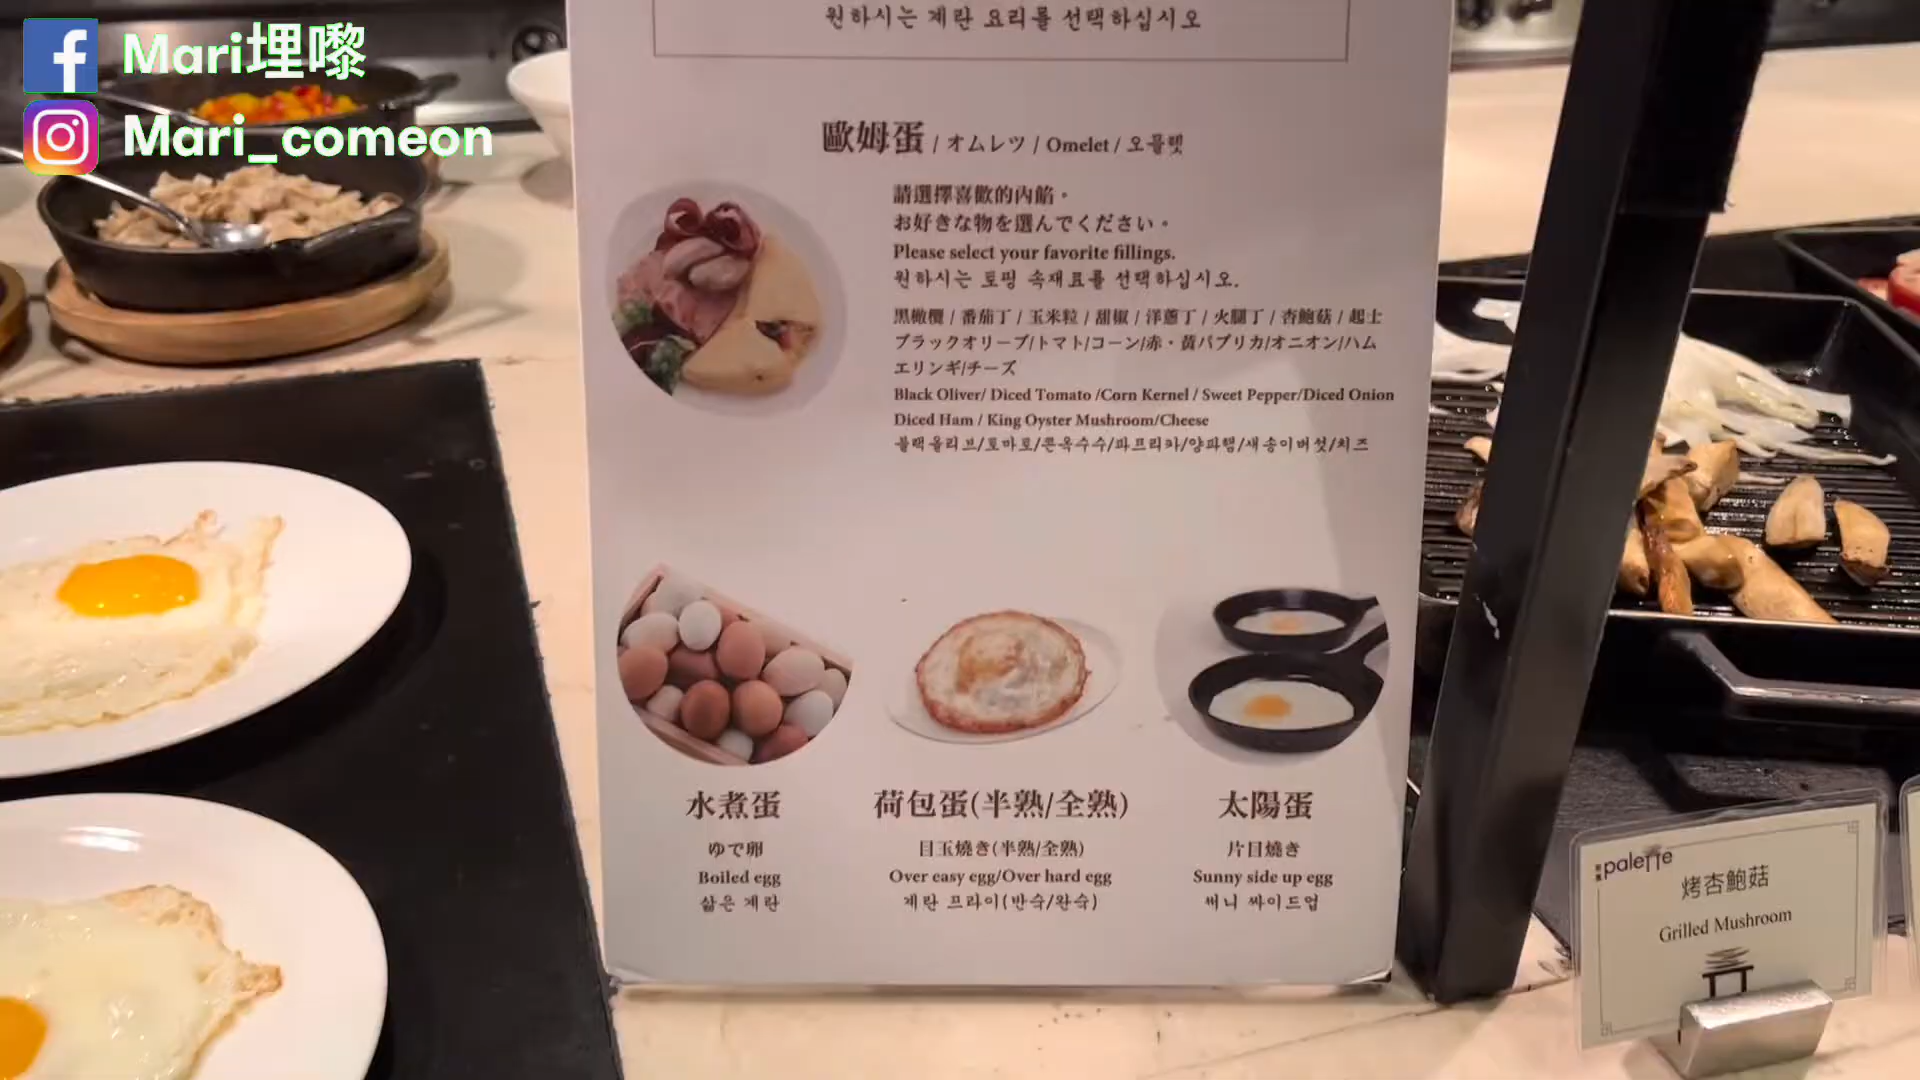 Mari埋嚟
Mari_comeon
원하시는 계란 요리를 선택하십시오
歐姆蛋 / オムレツ / Omelet / 오믈렛
請選擇喜歡的內餡。
お好きな物を選んでください。
Please select your favorite fillings.
원하시는 토핑 속재료를 선택하십시오.
黑橄欖 / 番茄丁 / 玉米粒 / 甜椒 / 洋蔥丁 / 火腿丁 / 杏鮑菇 / 起士
ブラックオリーブ/トマト/コーン/赤・黃パプリカ/オニオン/ハム
エリンギ/チーズ
Black Oliver/ Diced Tomato /Corn Kernel / Sweet Pepper/Diced Onion
Diced Ham / King Oyster Mushroom/Cheese
블랙올리브/토마토/콘옥수수/파프리카/양파햄/새송이버섯/치즈
水煮蛋
ゆで卵
Boiled egg
삶은 계란
荷包蛋(半熟/全熟)
目玉燒き(半熟/全熟)
Over easy egg/Over hard egg
계란 프라이(반숙/완숙)
太陽蛋
片目燒き
Sunny side up egg
써니 싸이드업
palette
烤杏鮑菇
Grilled Mushroom